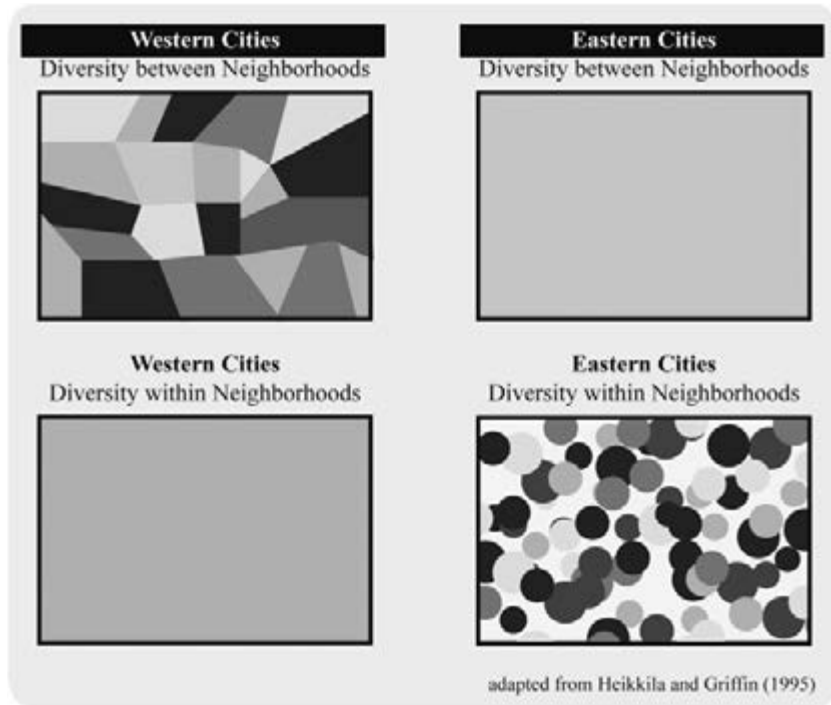 Western Cities
Diversity between Neighborhoods
Eastern Cities
Diversity between Neighborhoods
Western Cities
Diversity within Neighborhoods
Eastern Cities
Diversity within Neighborhoods
adapted from Heikkila and Griffin (1995)